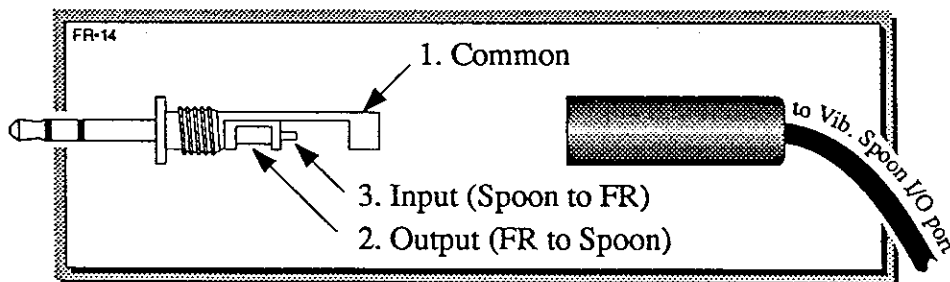 FR-14
1. Common
to Vib. Spoon I/O port
3. Input (Spoon to FR)
2. Output (FR to Spoon)